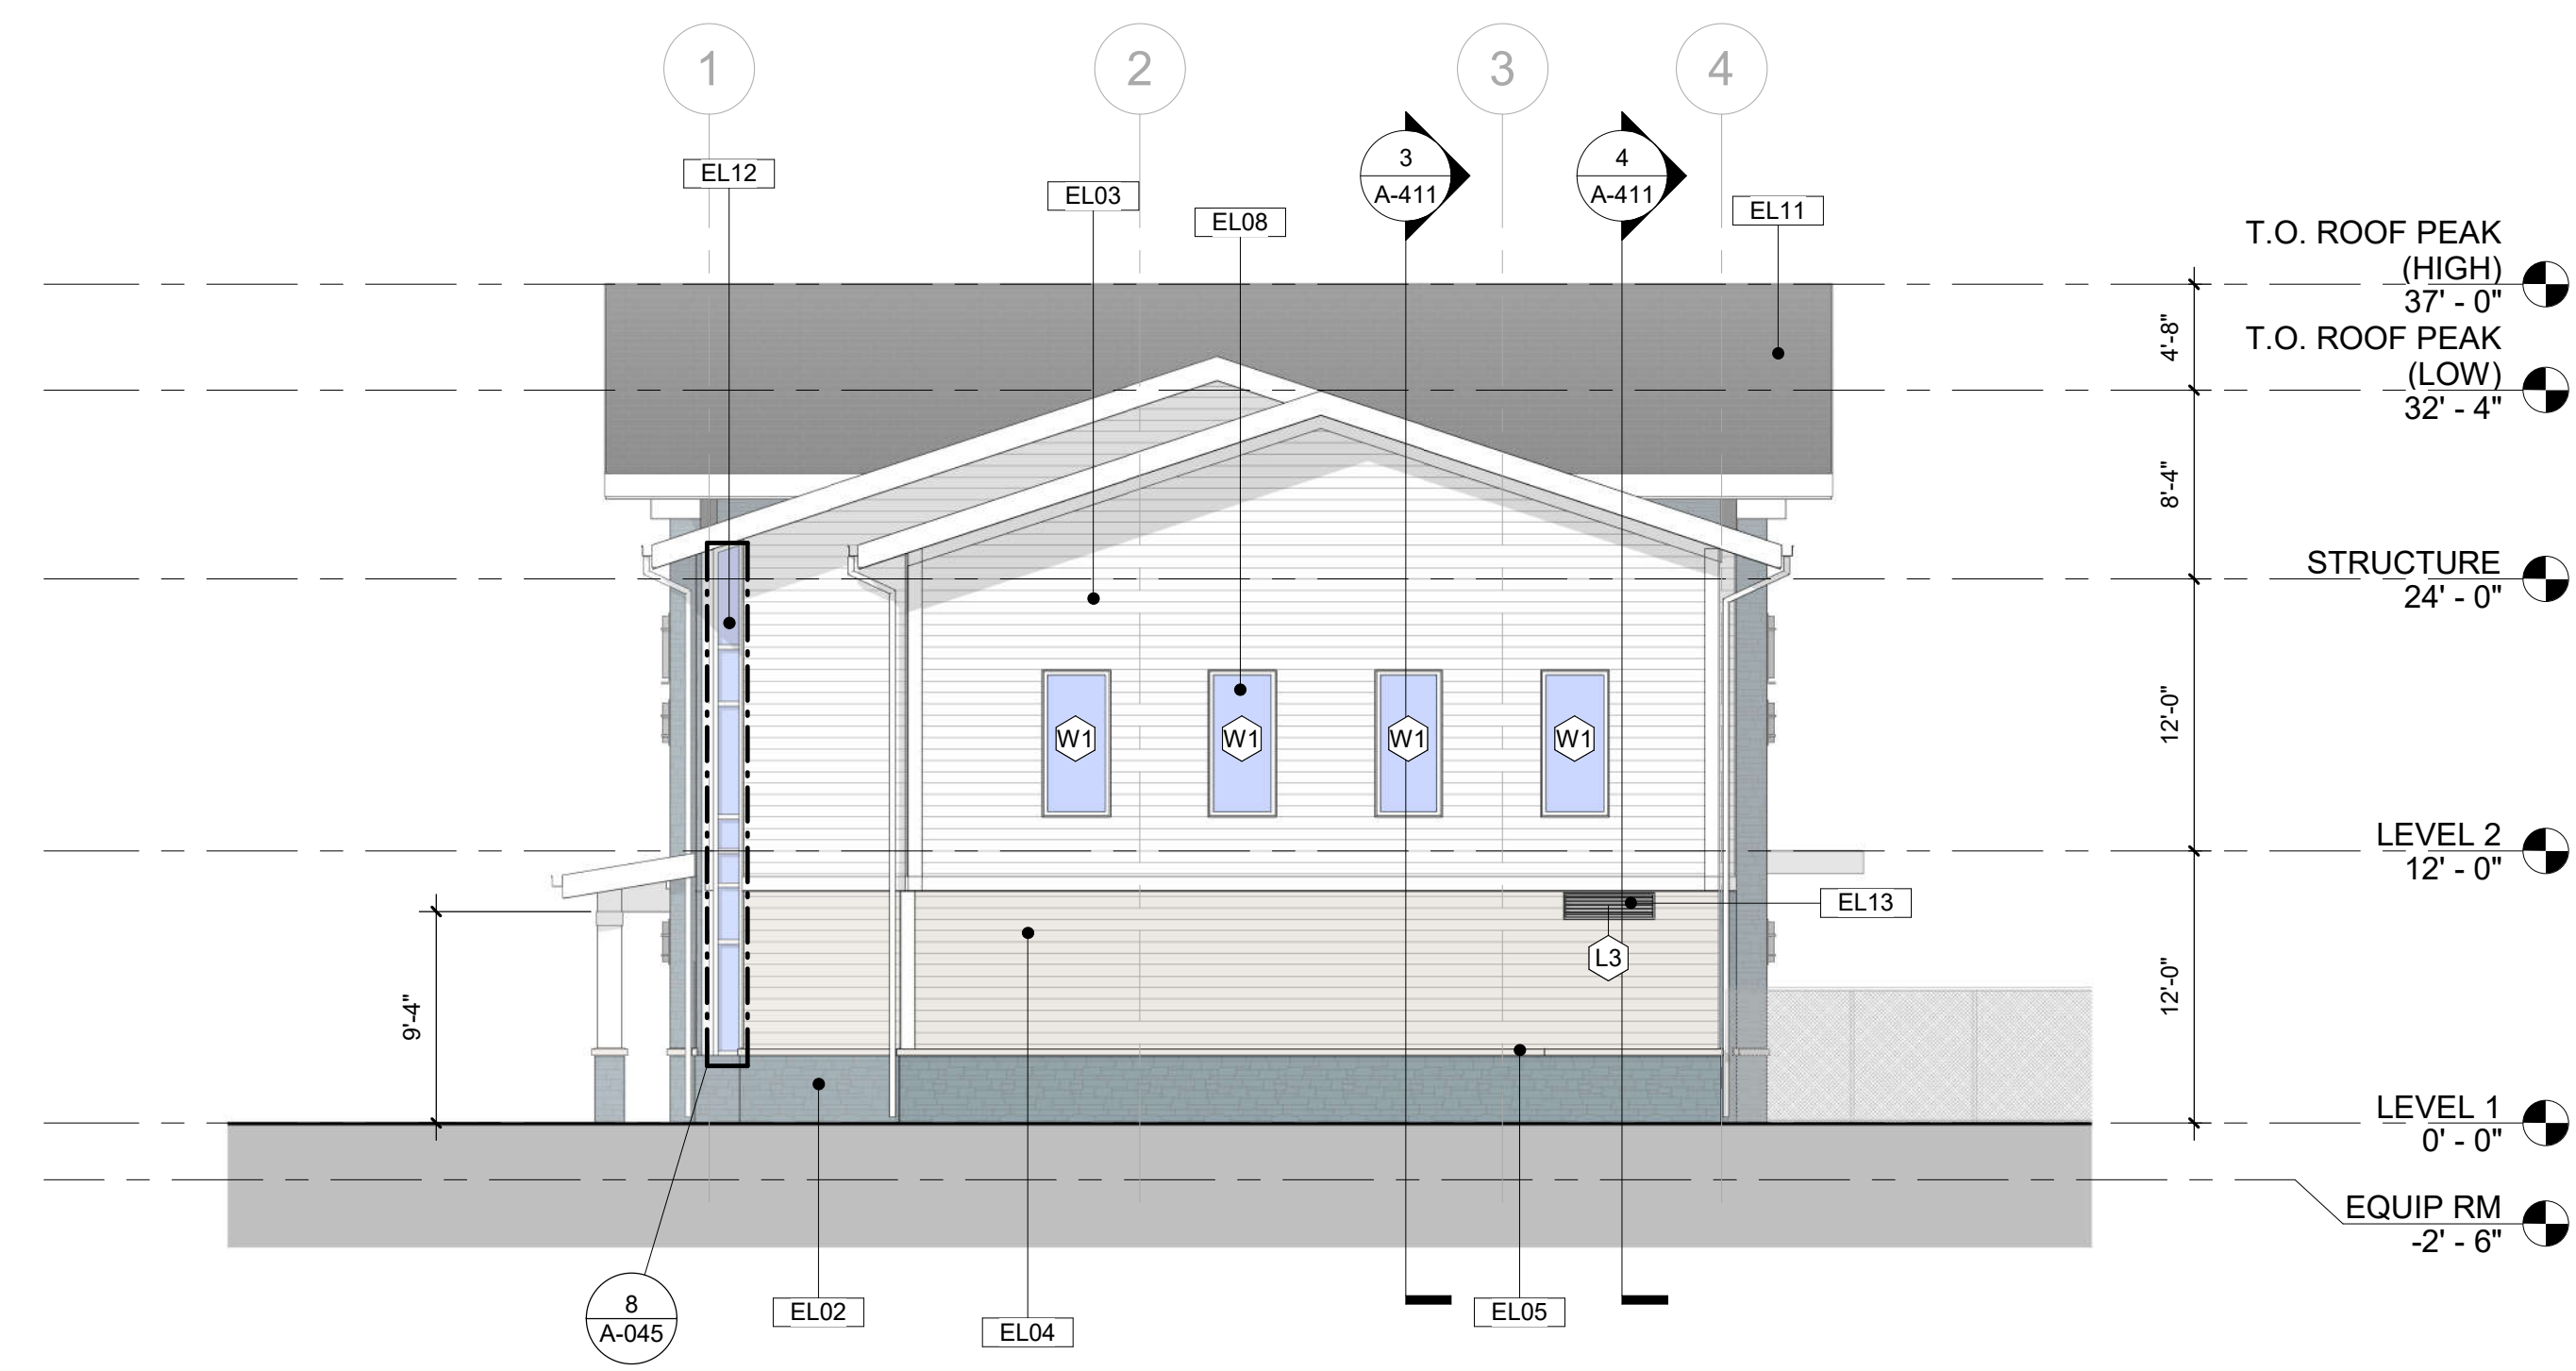 1
2
3
4
EL12
EL03
EL08
3
A-411
4
A-411
EL11
T.O. ROOF PEAK
(HIGH)
37' - 0"
T.O. ROOF PEAK
(LOW)
32' - 4"
STRUCTURE
24' - 0"
LEVEL 2
12' - 0"
LEVEL 1
0' - 0"
EQUIP RM
-2' - 6"
4'-8"
8'-4"
12'-0"
12'-0"
W1
W1
W1
W1
EL13
L3
9'-4"
8
A-045
EL02
EL04
EL05